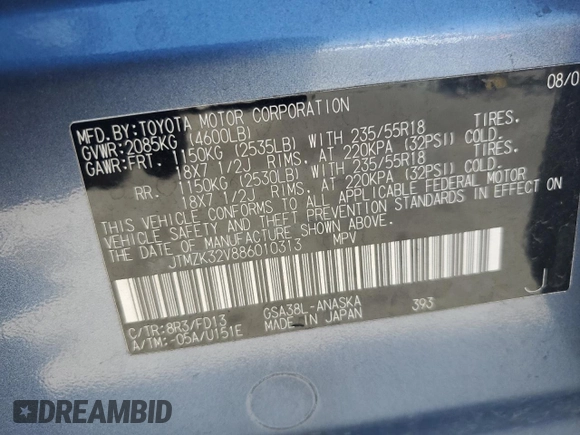 08/0
MFD.BY:TOYOTA MOTOR CORPORATION
GVWR:2085KG (4600LB)
GAWR:FRT. 1150KG (2535LB) WITH 235/55R18 TIRES.
18X7 1/2J RIMS. AT 220KPA (32PSI) COLD.
RR. 1150KG (2530LB) WITH 235/55R18 TIRES.
18X7 1/2J RIMS. AT 220KPA (32PSI) COLD.
THIS VEHICLE CONFORMS TO ALL APPLICABLE FEDERAL MOTOR
VEHICLE SAFETY AND THEFT PREVENTION STANDARDS IN EFFECT ON
THE DATE OF MANUFACTURE SHOWN ABOVE.
JTMZK32V886010313 MPV
J
C/TR:8R3/FD13 GSA38L-ANASKA 393
A/TM:-05A/U151E MADE IN JAPAN
DREAMBID